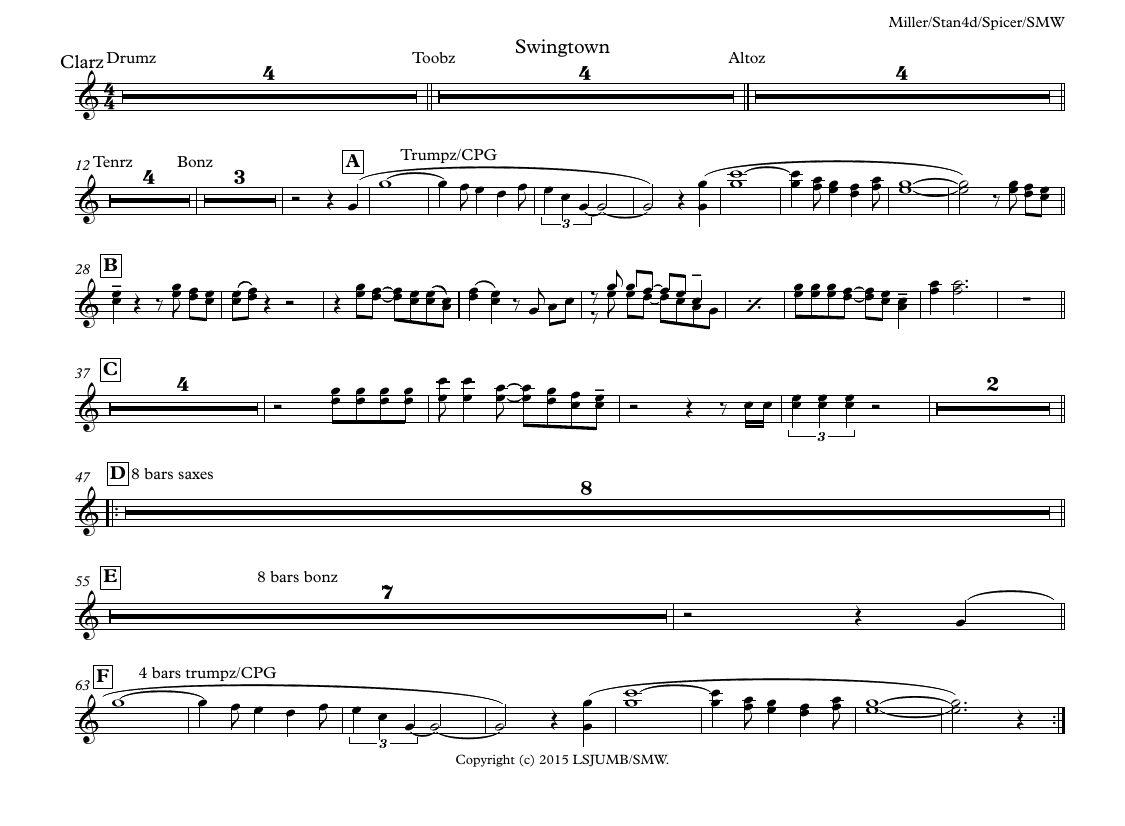 Miller/Stan4d/Spicer/SMW
Swingtown
Clarz Drumz Toobz Altoz
4 4 4
4
4
12 Tenrz Bonz A Trumpz/CPG
4 3
3
28 B
37 C
4 2
3
47 D 8 bars saxes
8
55 E 8 bars bonz
7
63 F 4 bars trumpz/CPG
3
Copyright (c) 2015 LSJUMB/SMW.